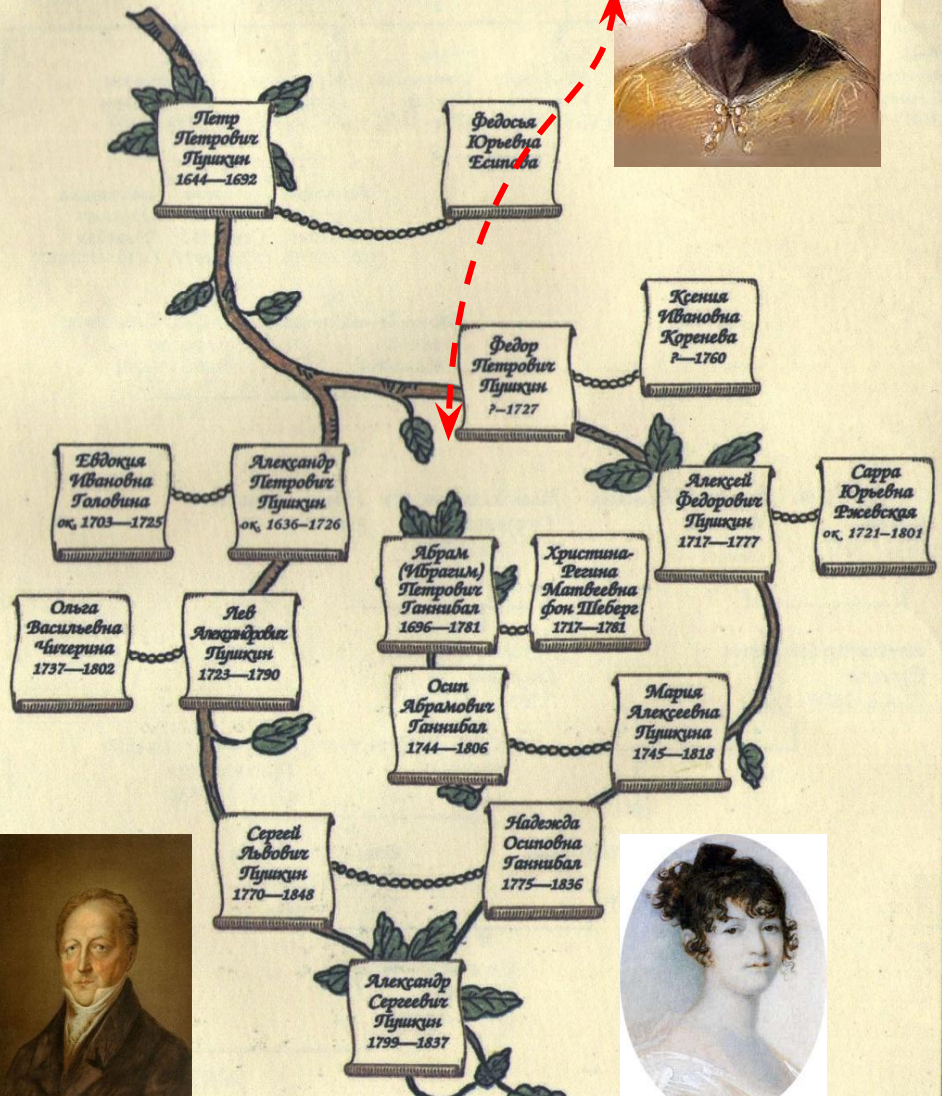 Петр
Петрович
Пушкин
1644—1692
Федосья
Юрьевна
Есипова
Ксения
Ивановна
Коренева
?—1760
Федор
Петрович
Пушкин
?–1727
Евдокия
Ивановна
Головина
ок. 1703—1725
Александр
Петрович
Пушкин
ок. 1636–1726
Алексей
Федорович
Пушкин
1717—1777
Сарра
Юрьевна
Ржевская
ок. 1721–1801
Абрам
(Ибрагим)
Петрович
Ганнибал
1696—1781
Христина-
Регина
Матвеевна
фон Шеберг
1717—1781
Ольга
Васильевна
Чичерина
1737—1802
Лев
Александрович
Пушкин
1723—1790
Осип
Абрамович
Ганнибал
1744—1806
Мария
Алексеевна
Пушкина
1745—1818
Сергей
Львович
Пушкин
1770—1848
Надежда
Осиповна
Ганнибал
1775—1836
Александр
Сергеевич
Пушкин
1799—1837